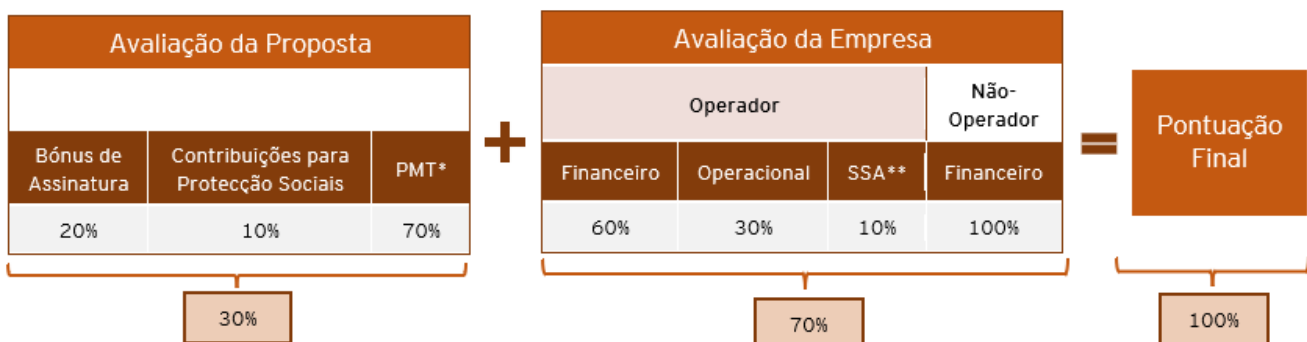 Avaliação da Proposta
Bónus de
Assinatura
Contribuições para
Protecção Sociais
PMT*
20%
10%
70%
30%
+
Avaliação da Empresa
Operador
Não-
Operador
Financeiro
Operacional
SSA**
Financeiro
60%
30%
10%
100%
70%
=
Pontuação
Final
100%